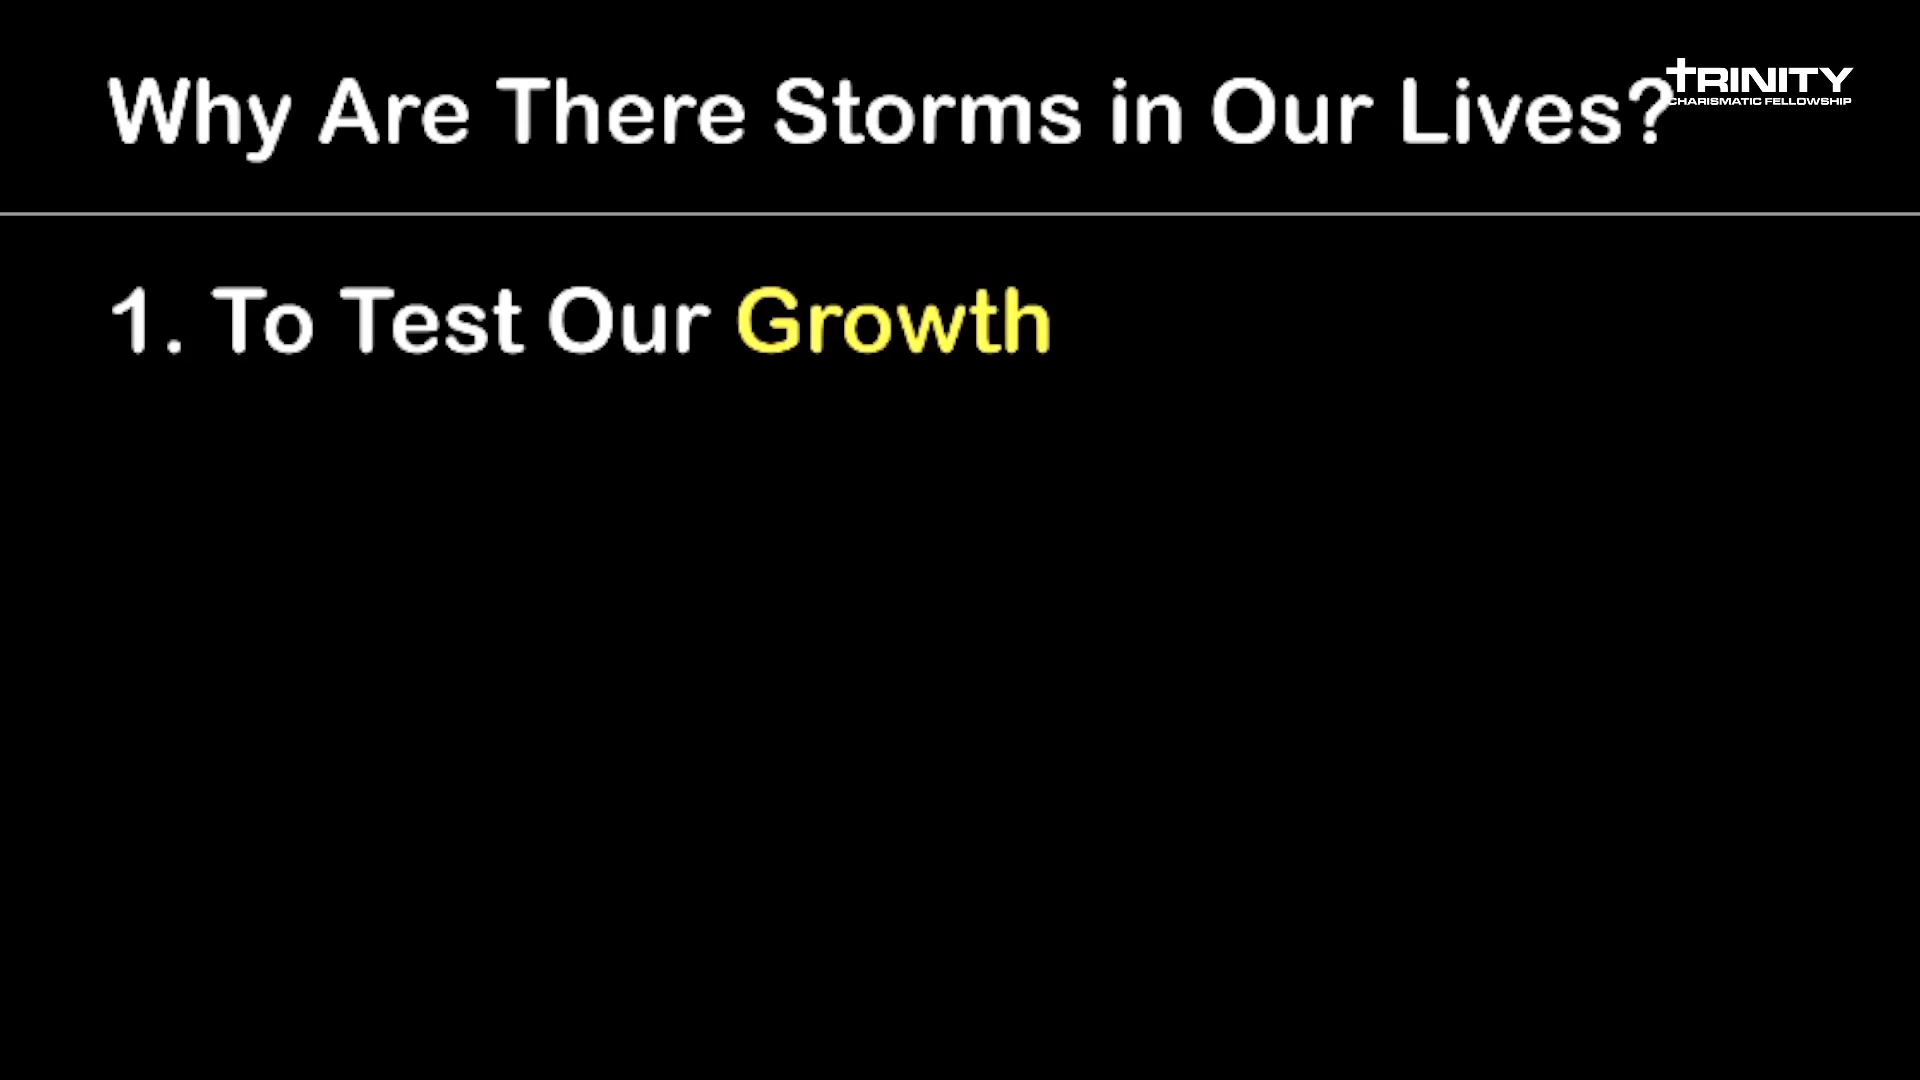 Why Are There Storms in Our Lives?
TRINITY
CHARISMATIC FELLOWSHIP
1. To Test Our Growth